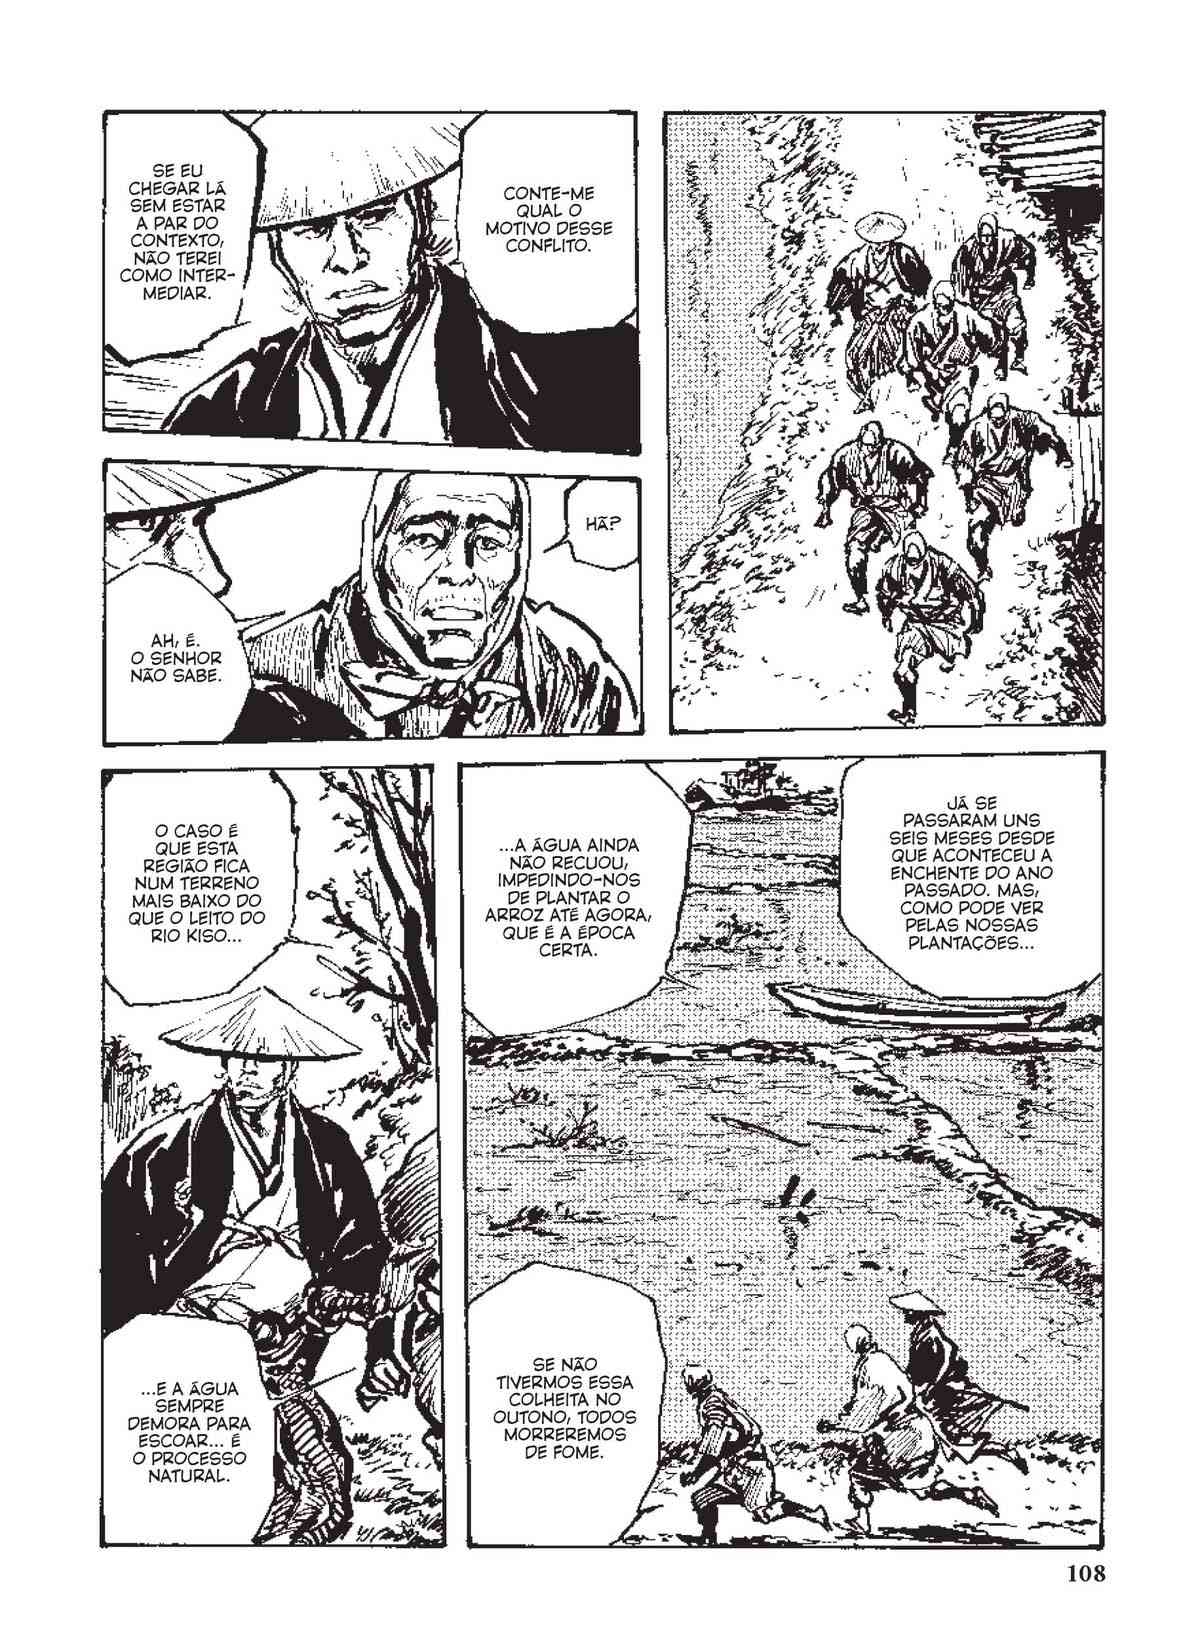 CONTE-ME
QUAL O
MOTIVO DESSE
CONFLITO.
SE EU
CHEGAR LÁ
SEM ESTAR
A PAR DO
CONTEXTO,
NÃO TEREI
COMO INTER-
MEDIAR.
HÃ?
AH, É.
O SENHOR
NÃO SABE.
JÁ SE
PASSARAM UNS
SEIS MESES DESDE
QUE ACONTECEU A
ENCHENTE DO ANO
PASSADO. MAS,
COMO PODE VER
PELAS NOSSAS
PLANTAÇÕES...
...A ÁGUA AINDA
NÃO RECUOU,
IMPEDINDO-NOS
DE PLANTAR O
ARROZ ATÉ AGORA,
QUE É A ÉPOCA
CERTA.
SE NÃO
TIVERMOS ESSA
COLHEITA NO
OUTONO, TODOS
MORREREMOS
DE FOME.
O CASO É
QUE ESTA
REGIÃO FICA
NUM TERRENO
MAIS BAIXO DO
QUE O LEITO DO
RIO KISO...
...E A ÁGUA
SEMPRE
DEMORA PARA
ESCOAR... É
O PROCESSO
NATURAL.
108